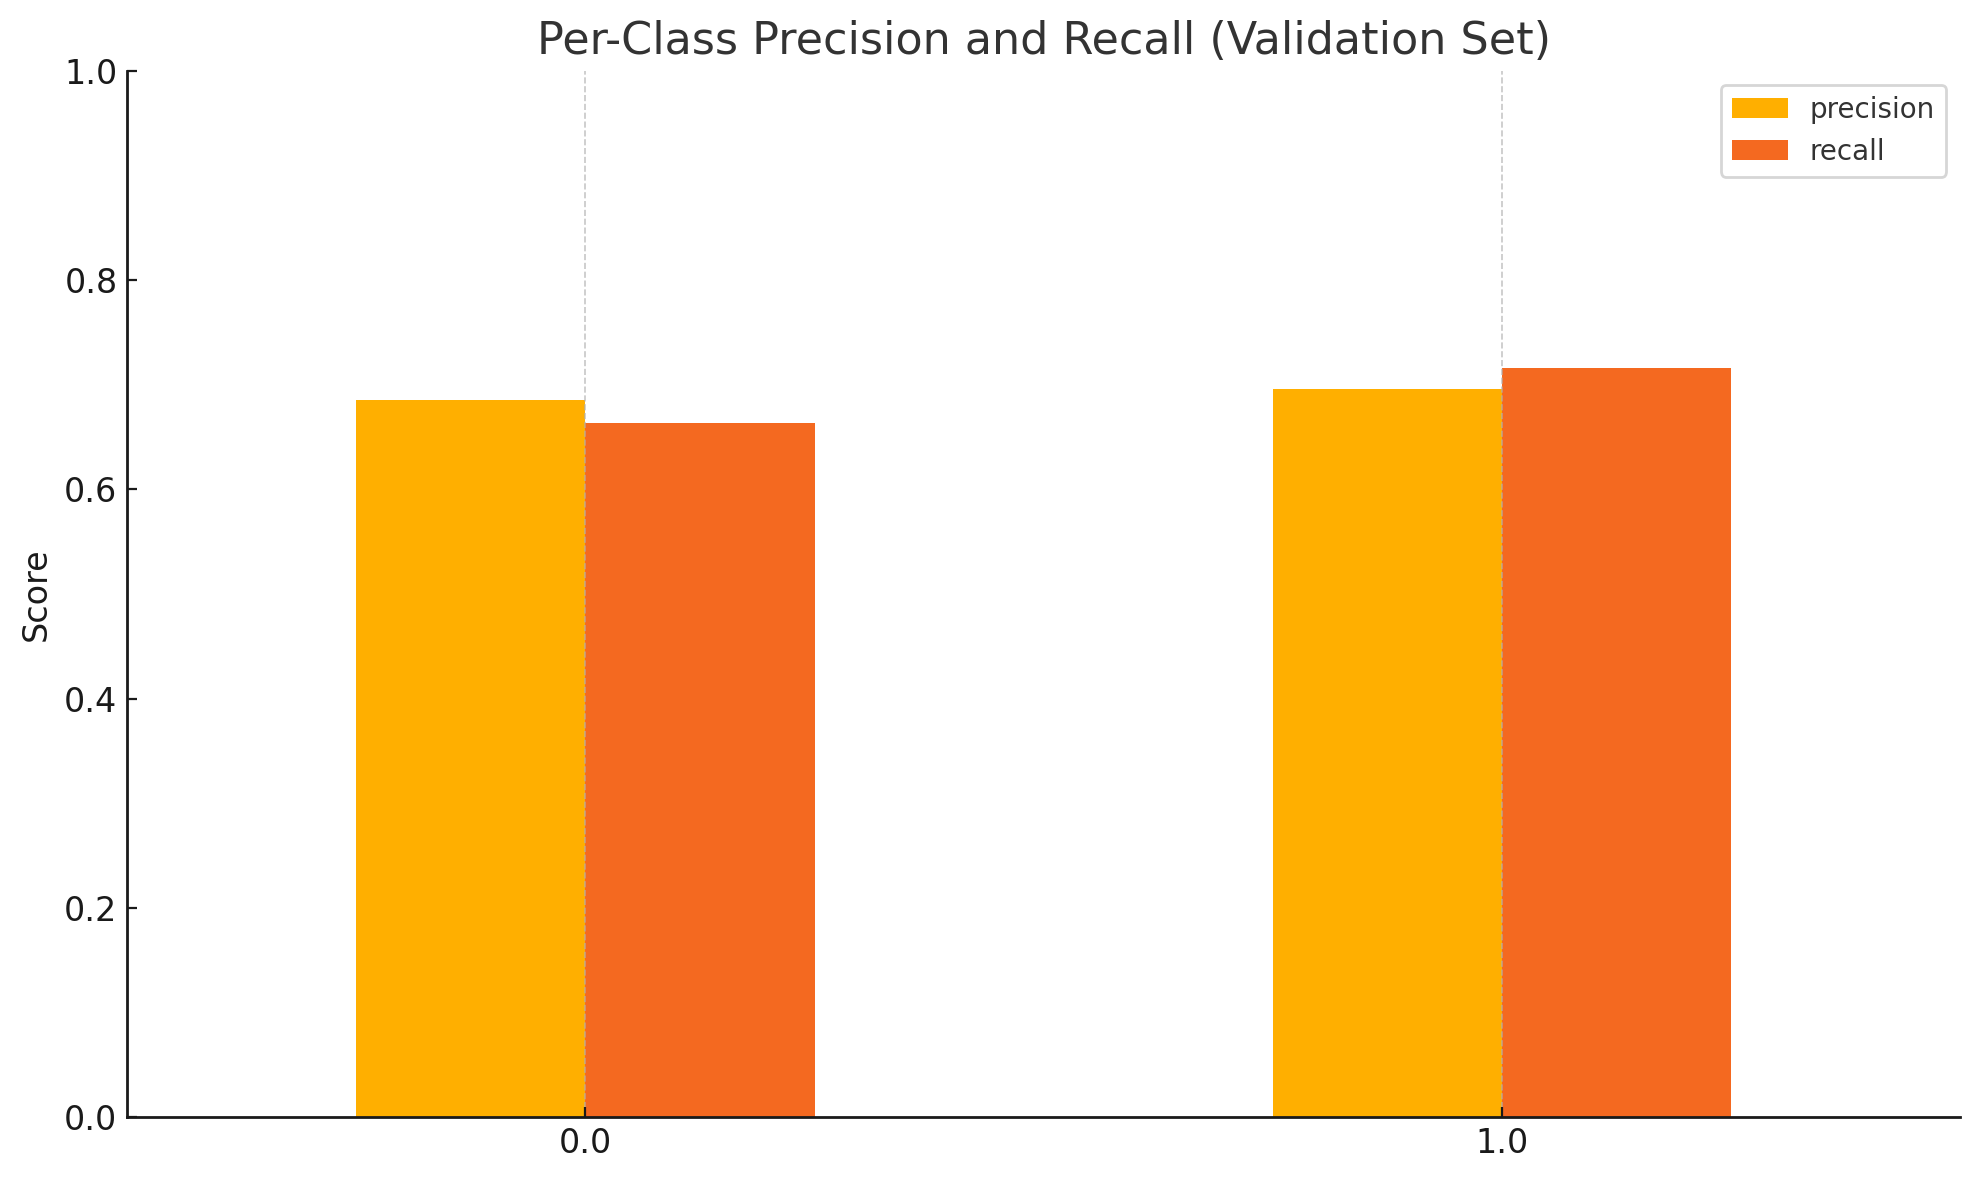 Per-Class Precision and Recall (Validation Set)
1.0
precision
recall
0.8
0.6
Score
0.4
0.2
0.0
0.0
1.0